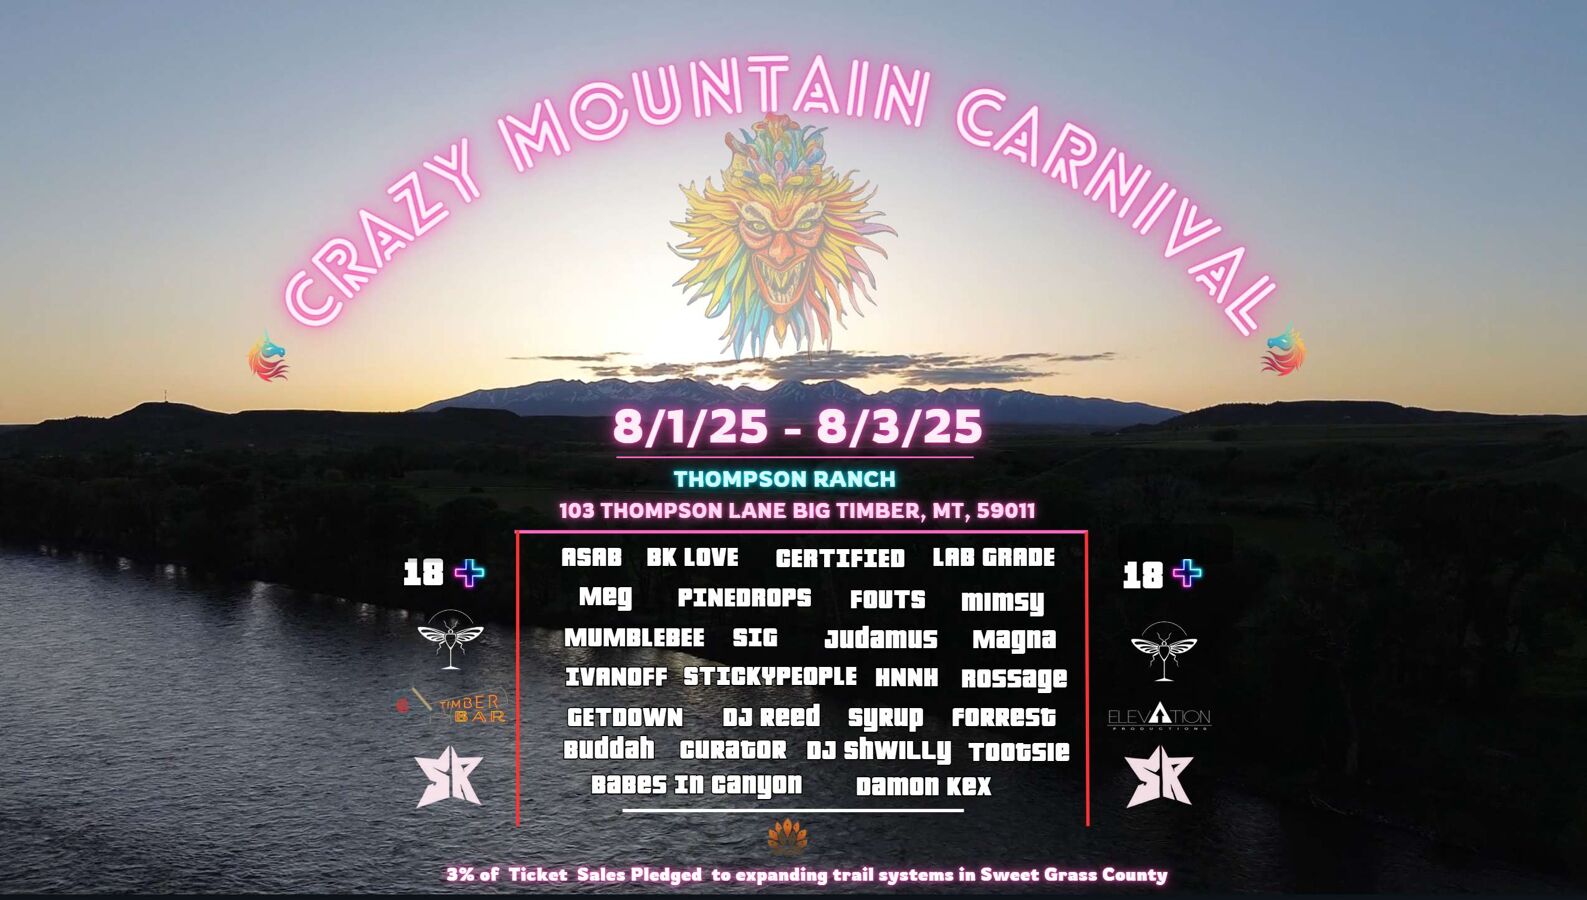 CRAZY MOUNTAIN CARNIVAL
8/1/25 - 8/3/25
THOMPSON RANCH
103 THOMPSON LANE BIG TIMBER, MT, 59011
ASAB BK LOVE CERTIFIED LAB GRADE
Meg PINEDROPS FOUTS mimsy
MUMBLEBEE SIG Judamus Magna
IVANOFF STICKYPEOPLE HNNH Rossage
GETDOWN DJ Reed Syrup Forrest
Buddah Curator DJ Shwilly Tootsie
Babes In Canyon Damon Kex
18 +
TIMBER
BAR
SR
18 +
ELEVATION
PRODUCTIONS
SR
3% of Ticket Sales Pledged to expanding trail systems in Sweet Grass County